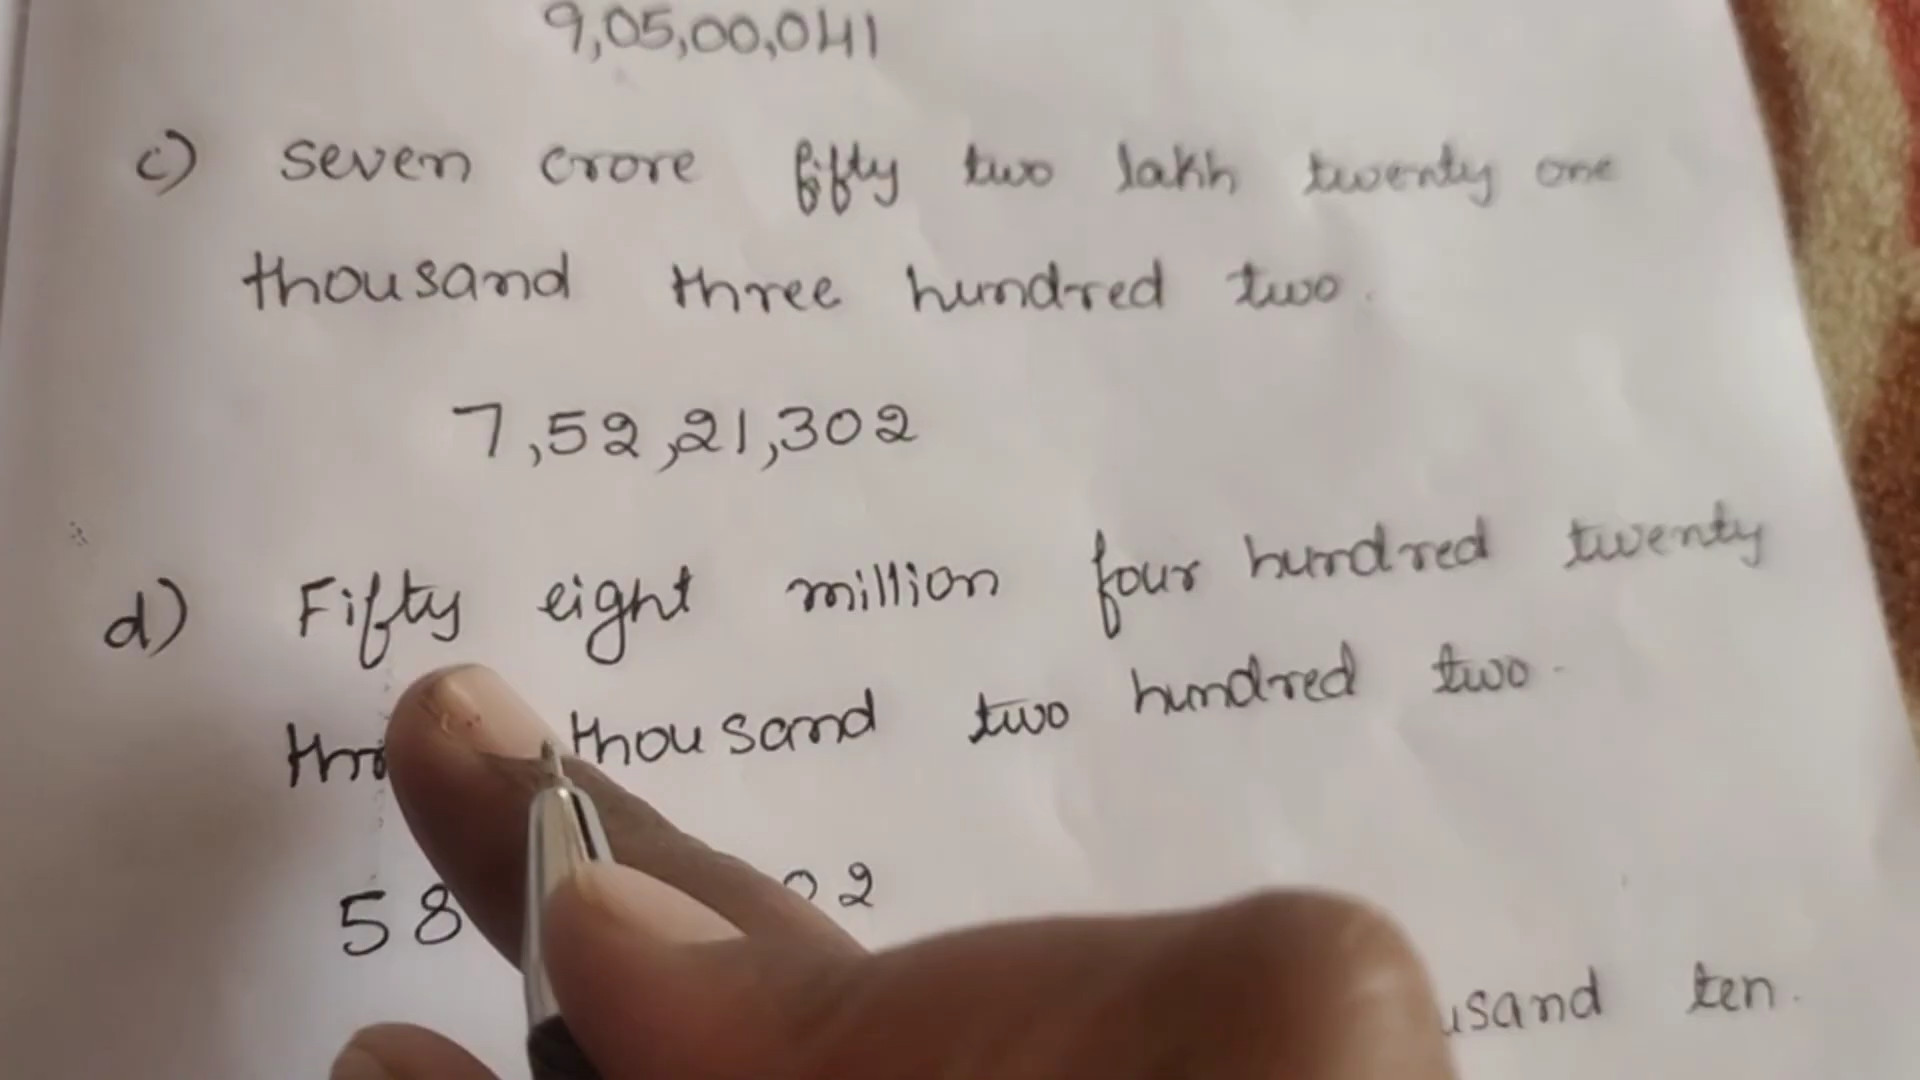 9,05,00,041
c) seven crore fifty two lakh twenty one
thousand three hundred two.
7,52,21,302
d) Fifty eight million four hundred twenty
thousand two hundred two.
58
02
ten.